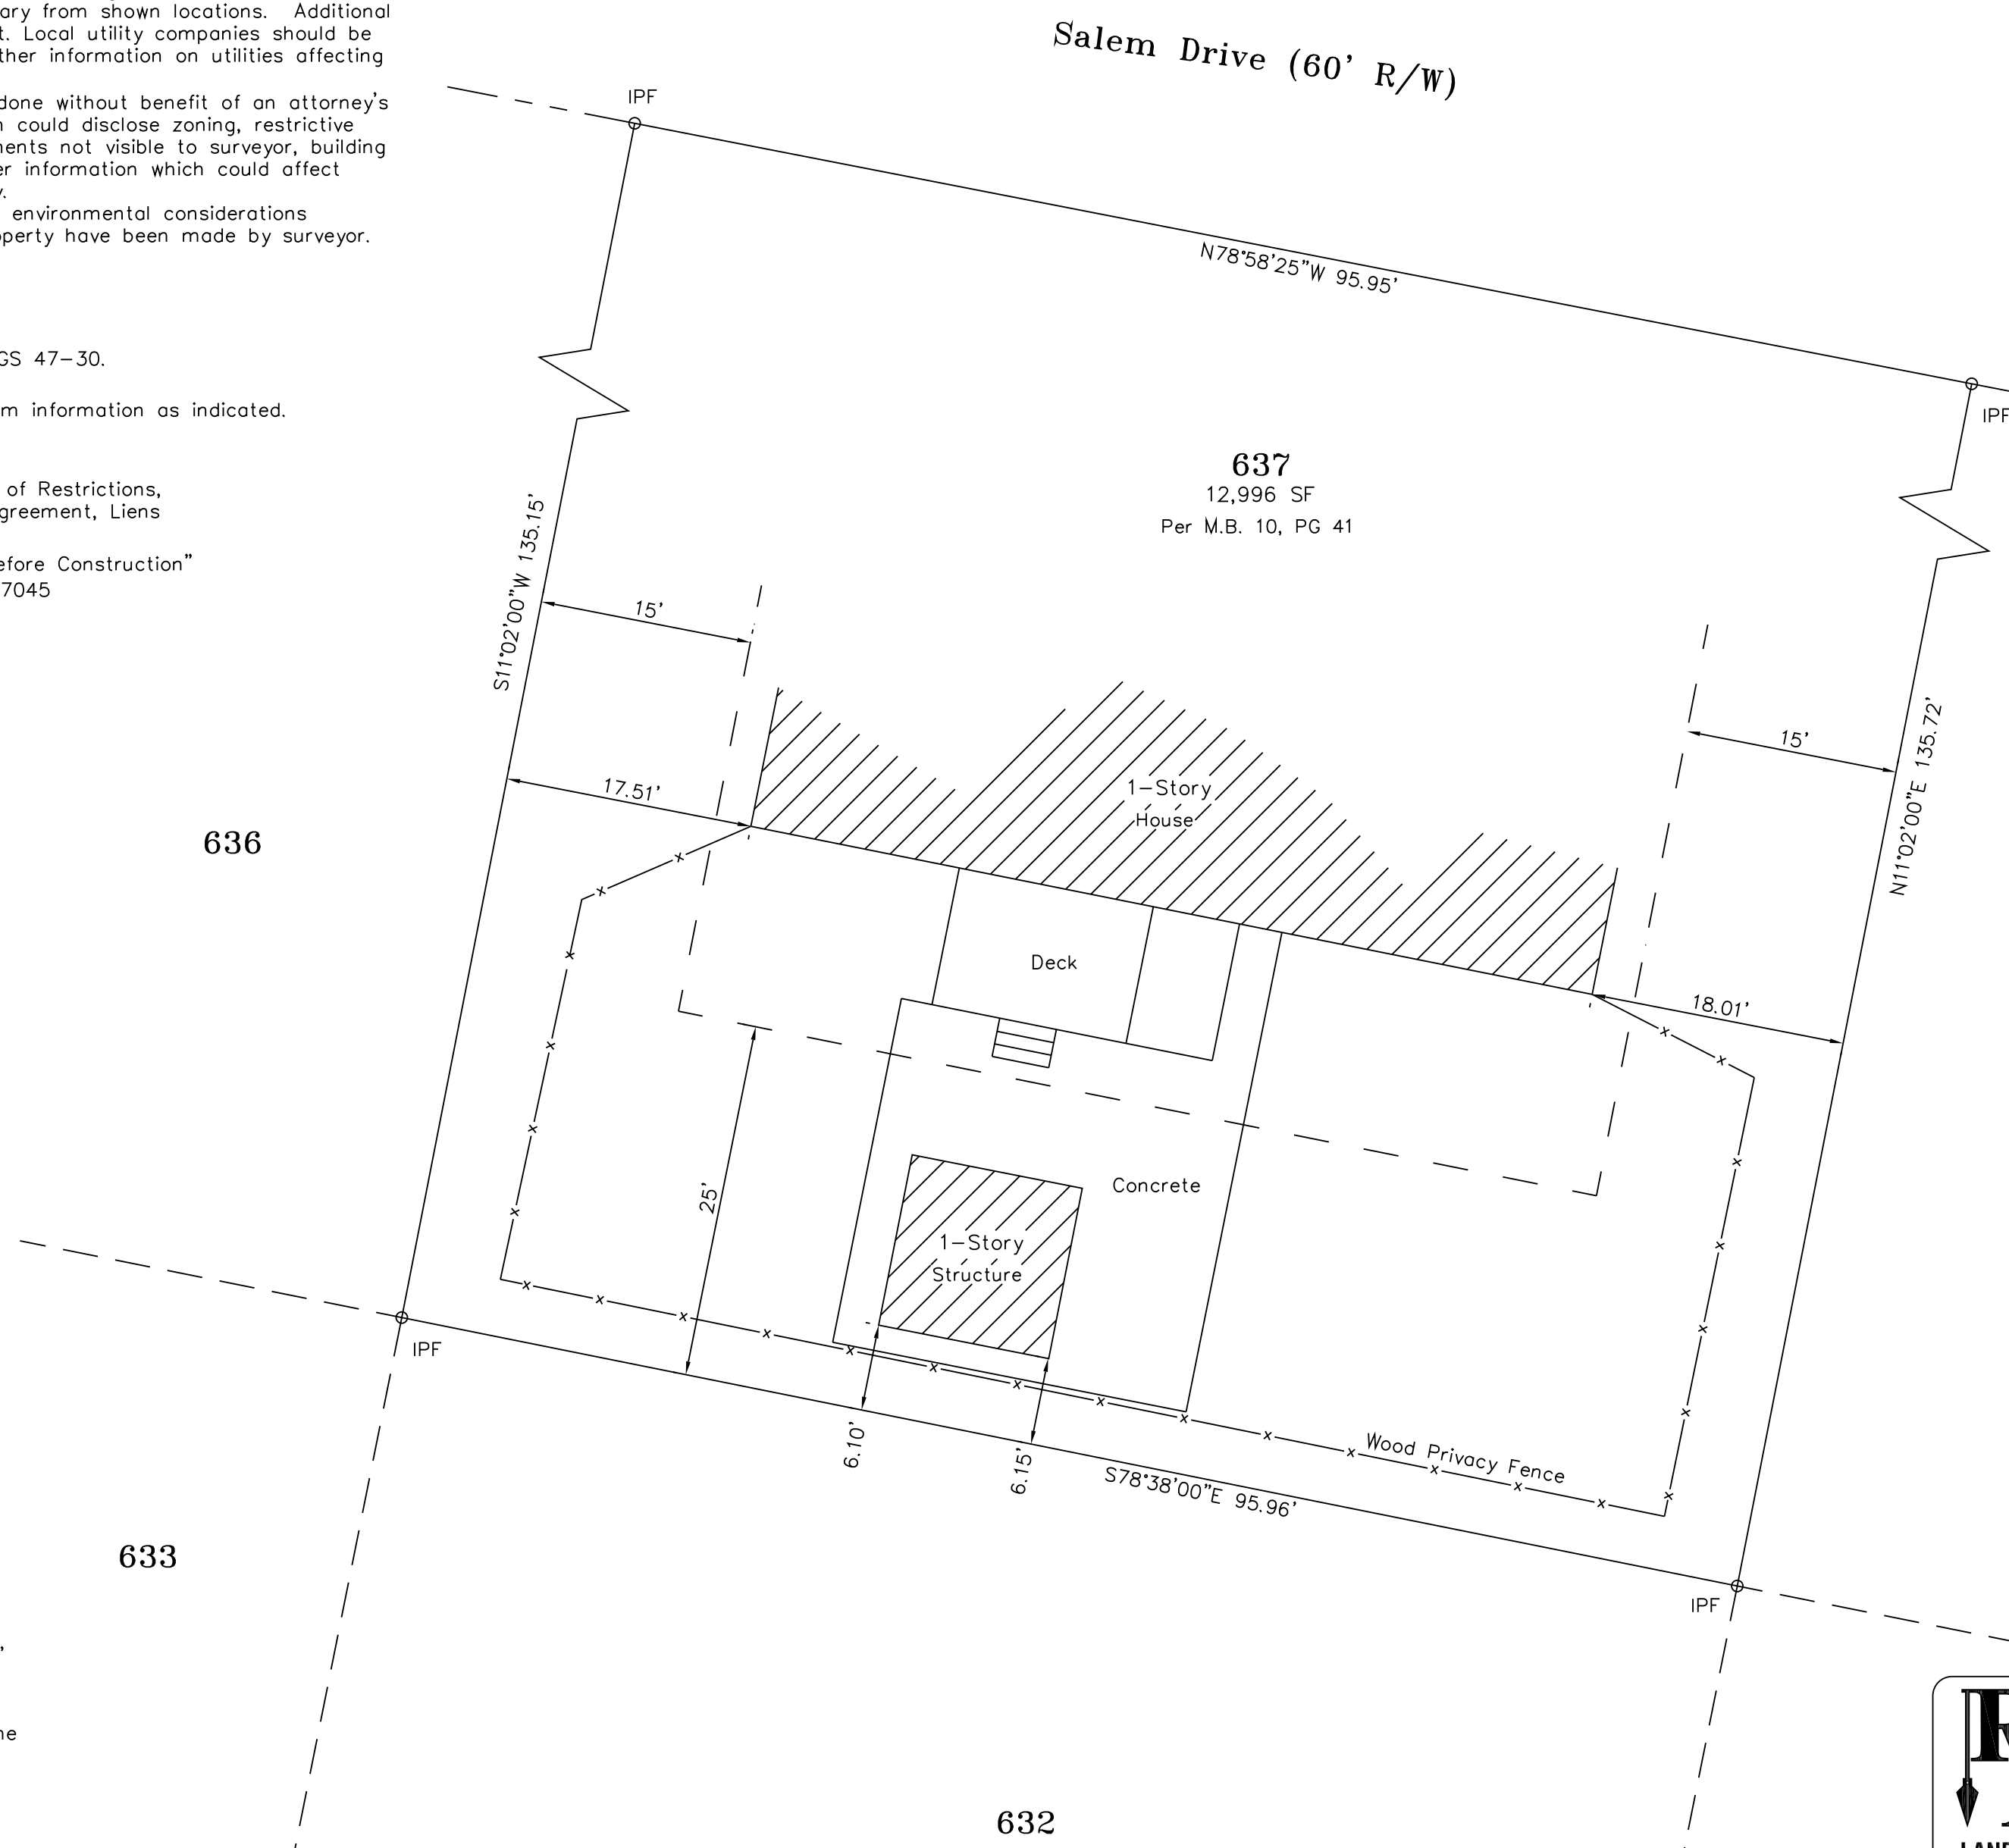 ary from shown locations. Additional
t. Local utility companies should be
ther information on utilities affecting
done without benefit of an attorney's
n could disclose zoning, restrictive
ments not visible to surveyor, building
er information which could affect
y.
environmental considerations
operty have been made by surveyor.
GS 47-30.
m information as indicated.
of Restrictions,
greement, Liens
efore Construction"
7045
Salem Drive (60' R/W)
IPF
N78°58'25"W 95.95'
IPF
637
12,996 SF
Per M.B. 10, PG 41
S11°02'00"W 135.15'
15'
15'
N11°02'00"E 135.72'
17.51'
1-Story
House
636
Deck
18.01'
25'
Concrete
1-Story
Structure
IPF
6.10'
6.15'
Wood Privacy Fence
S78°38'00"E 95.96'
633
IPF
632